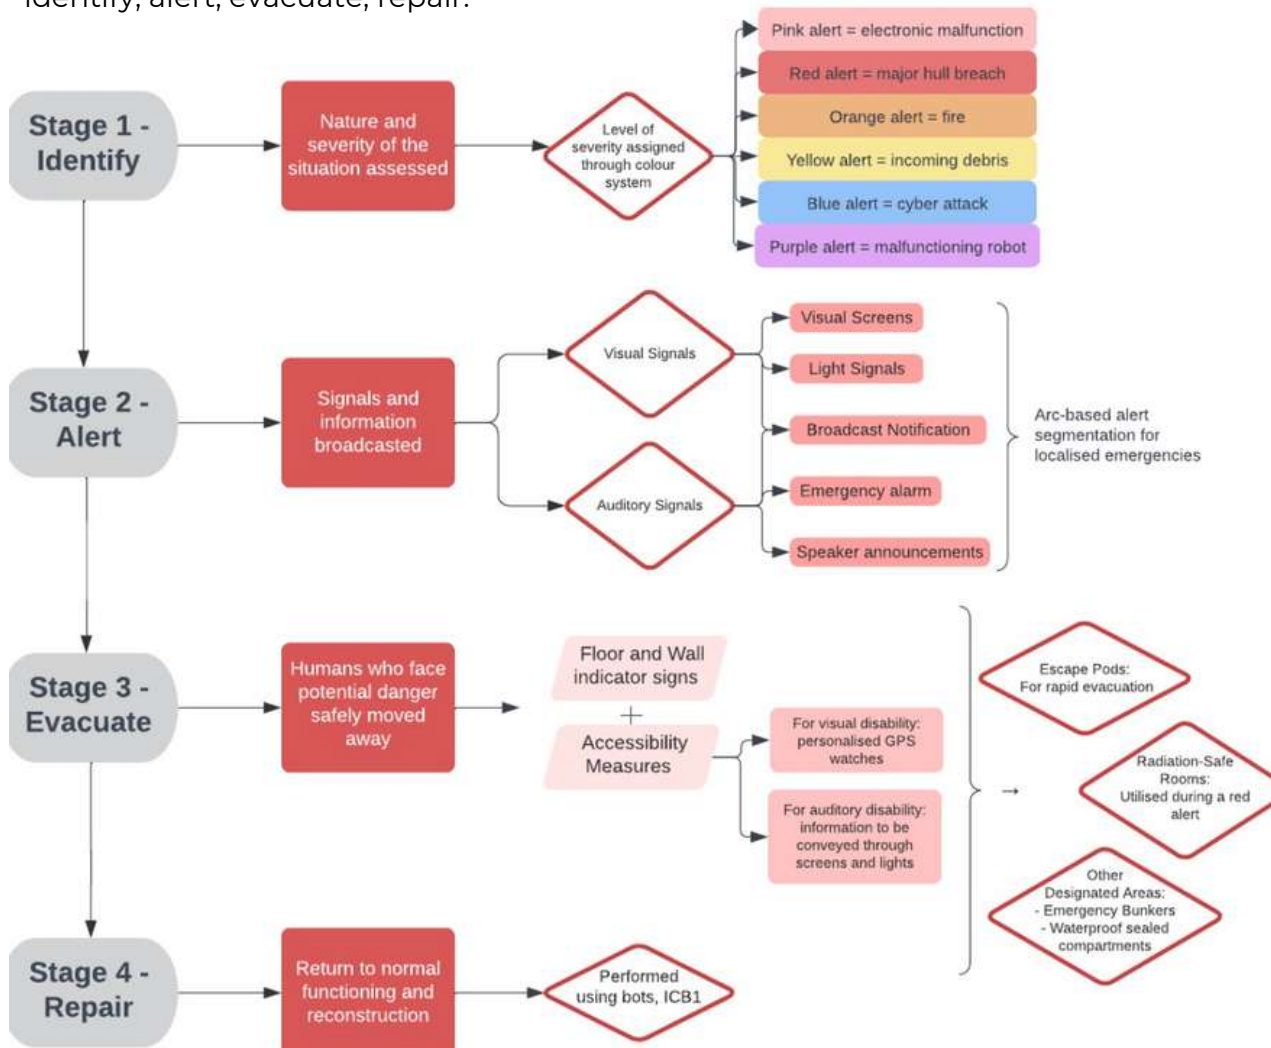 identify, alert, evacuate, repair.
Stage 1 -
Identify
Nature and
severity of the
situation assessed
Level of
severity assigned
through colour
system
Pink alert = electronic malfunction
Red alert = major hull breach
Orange alert = fire
Yellow alert = incoming debris
Blue alert = cyber attack
Purple alert = malfunctioning robot
Stage 2 -
Alert
Signals and
information
broadcasted
Visual Signals
Auditory Signals
Visual Screens
Light Signals
Broadcast Notification
Emergency alarm
Speaker announcements
Arc-based alert
segmentation for
localised emergencies
Stage 3 -
Evacuate
Humans who face
potential danger
safely moved
away
Floor and Wall
indicator signs
+
Accessibility
Measures
For visual disability:
personalised GPS
watches
For auditory disability:
information to be
conveyed through
screens and lights
Escape Pods:
For rapid evacuation
Radiation-Safe
Rooms:
Utilised during a red
alert
Other
Designated Areas:
- Emergency Bunkers
- Waterproof sealed
compartments
Stage 4 -
Repair
Return to normal
functioning and
reconstruction
Performed
using bots, ICB1